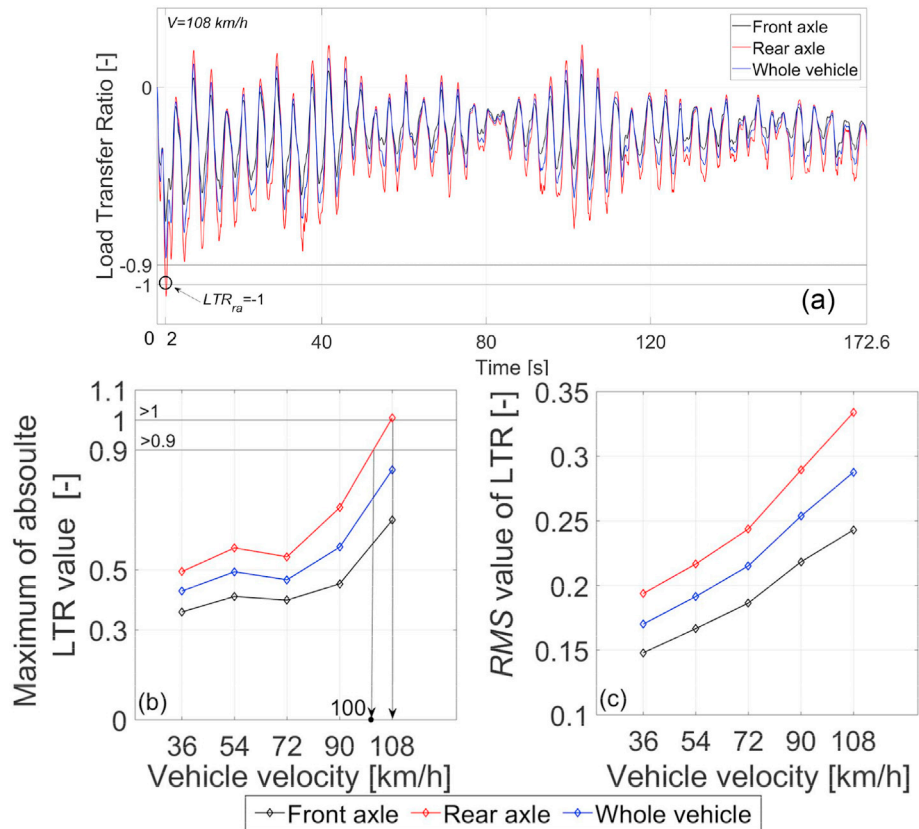 V=108 km/h
Front axle
Rear axle
Whole vehicle
Load Transfer Ratio [-]
0
-0.9
-1
LTR_ra=-1
(a)
0 2 40 80 120 172.6
Time [s]
Maximum of absoulte
LTR value [-]
1.1
1
0.9
0.5
0.3
0
>1
>0.9
(b)
100
36 54 72 90 108
Vehicle velocity [km/h]
RMS value of LTR [-]
0.35
0.3
0.25
0.2
0.15
0.1
(c)
36 54 72 90 108
Vehicle velocity [km/h]
Front axle Rear axle Whole vehicle